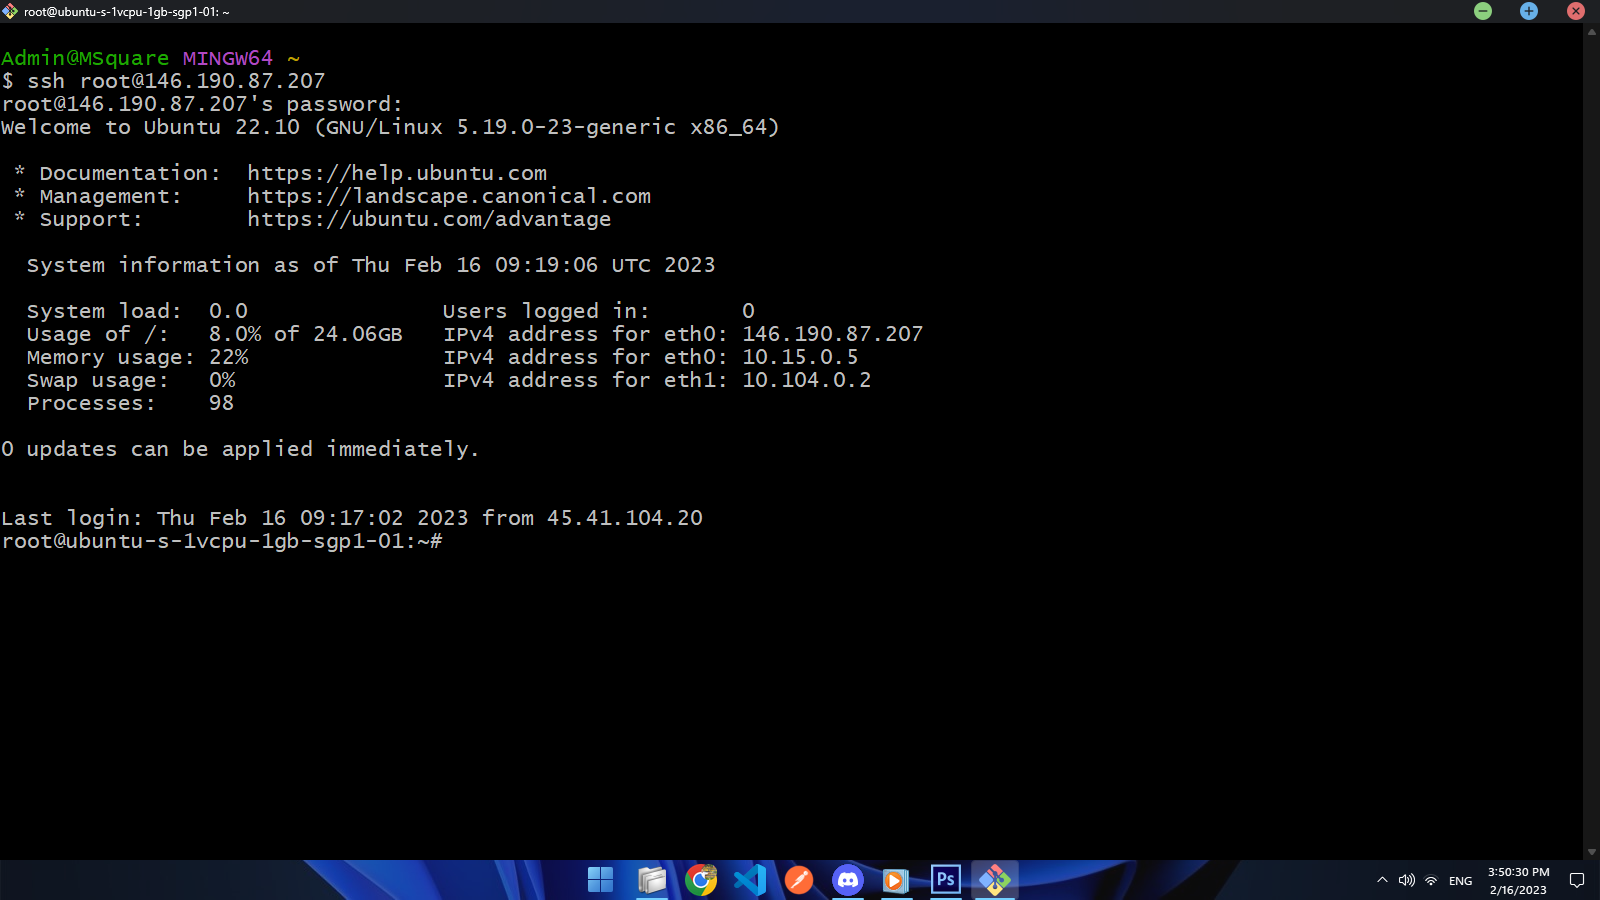 root@ubuntu-s-1vcpu-1gb-sgp1-01: ~
Admin@MSquare MINGW64 ~
$ ssh root@146.190.87.207
root@146.190.87.207's password:
Welcome to Ubuntu 22.10 (GNU/Linux 5.19.0-23-generic x86_64)
* Documentation:  https://help.ubuntu.com
* Management:     https://landscape.canonical.com
* Support:        https://ubuntu.com/advantage
System information as of Thu Feb 16 09:19:06 UTC 2023
System load:  0.0               Users logged in:       0
Usage of /:   8.0% of 24.06GB   IPv4 address for eth0: 146.190.87.207
Memory usage: 22%               IPv4 address for eth0: 10.15.0.5
Swap usage:   0%                IPv4 address for eth1: 10.104.0.2
Processes:    98
0 updates can be applied immediately.
Last login: Thu Feb 16 09:17:02 2023 from 45.41.104.20
root@ubuntu-s-1vcpu-1gb-sgp1-01:~#
Ps
ENG
3:50:30 PM
2/16/2023